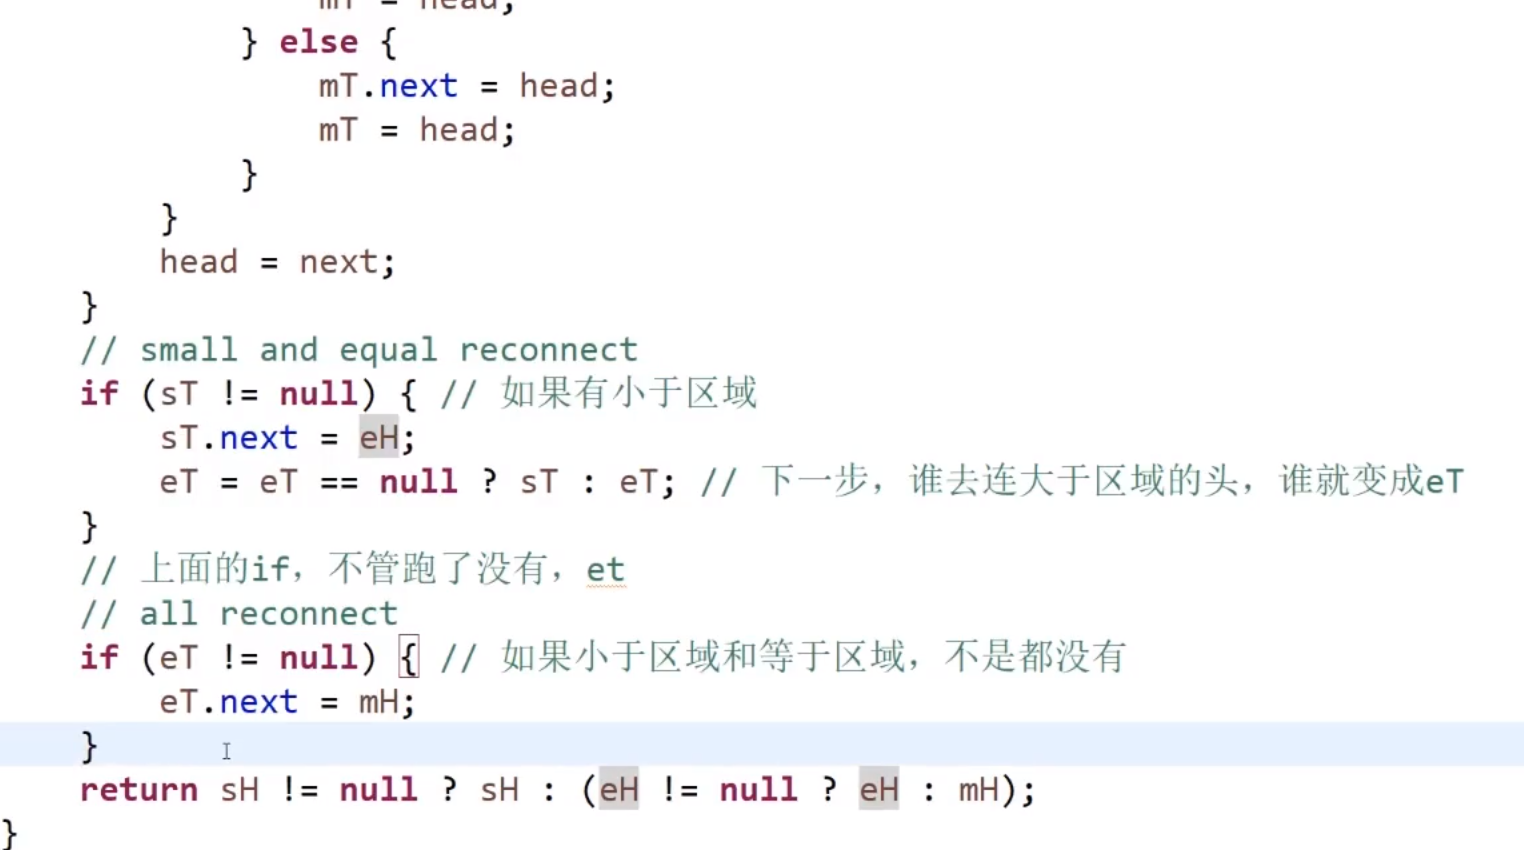 mT = head;
} else {
mT.next = head;
mT = head;
}
}
head = next;
}
// small and equal reconnect
if (sT != null) { // 如果有小于区域
sT.next = eH;
eT = eT == null ? sT : eT; // 下一步，谁去连大于区域的头，谁就变成eT
}
// 上面的if，不管跑了没有，et
// all reconnect
if (eT != null) { // 如果小于区域和等于区域，不是都没有
eT.next = mH;
}
return sH != null ? sH : (eH != null ? eH : mH);
}